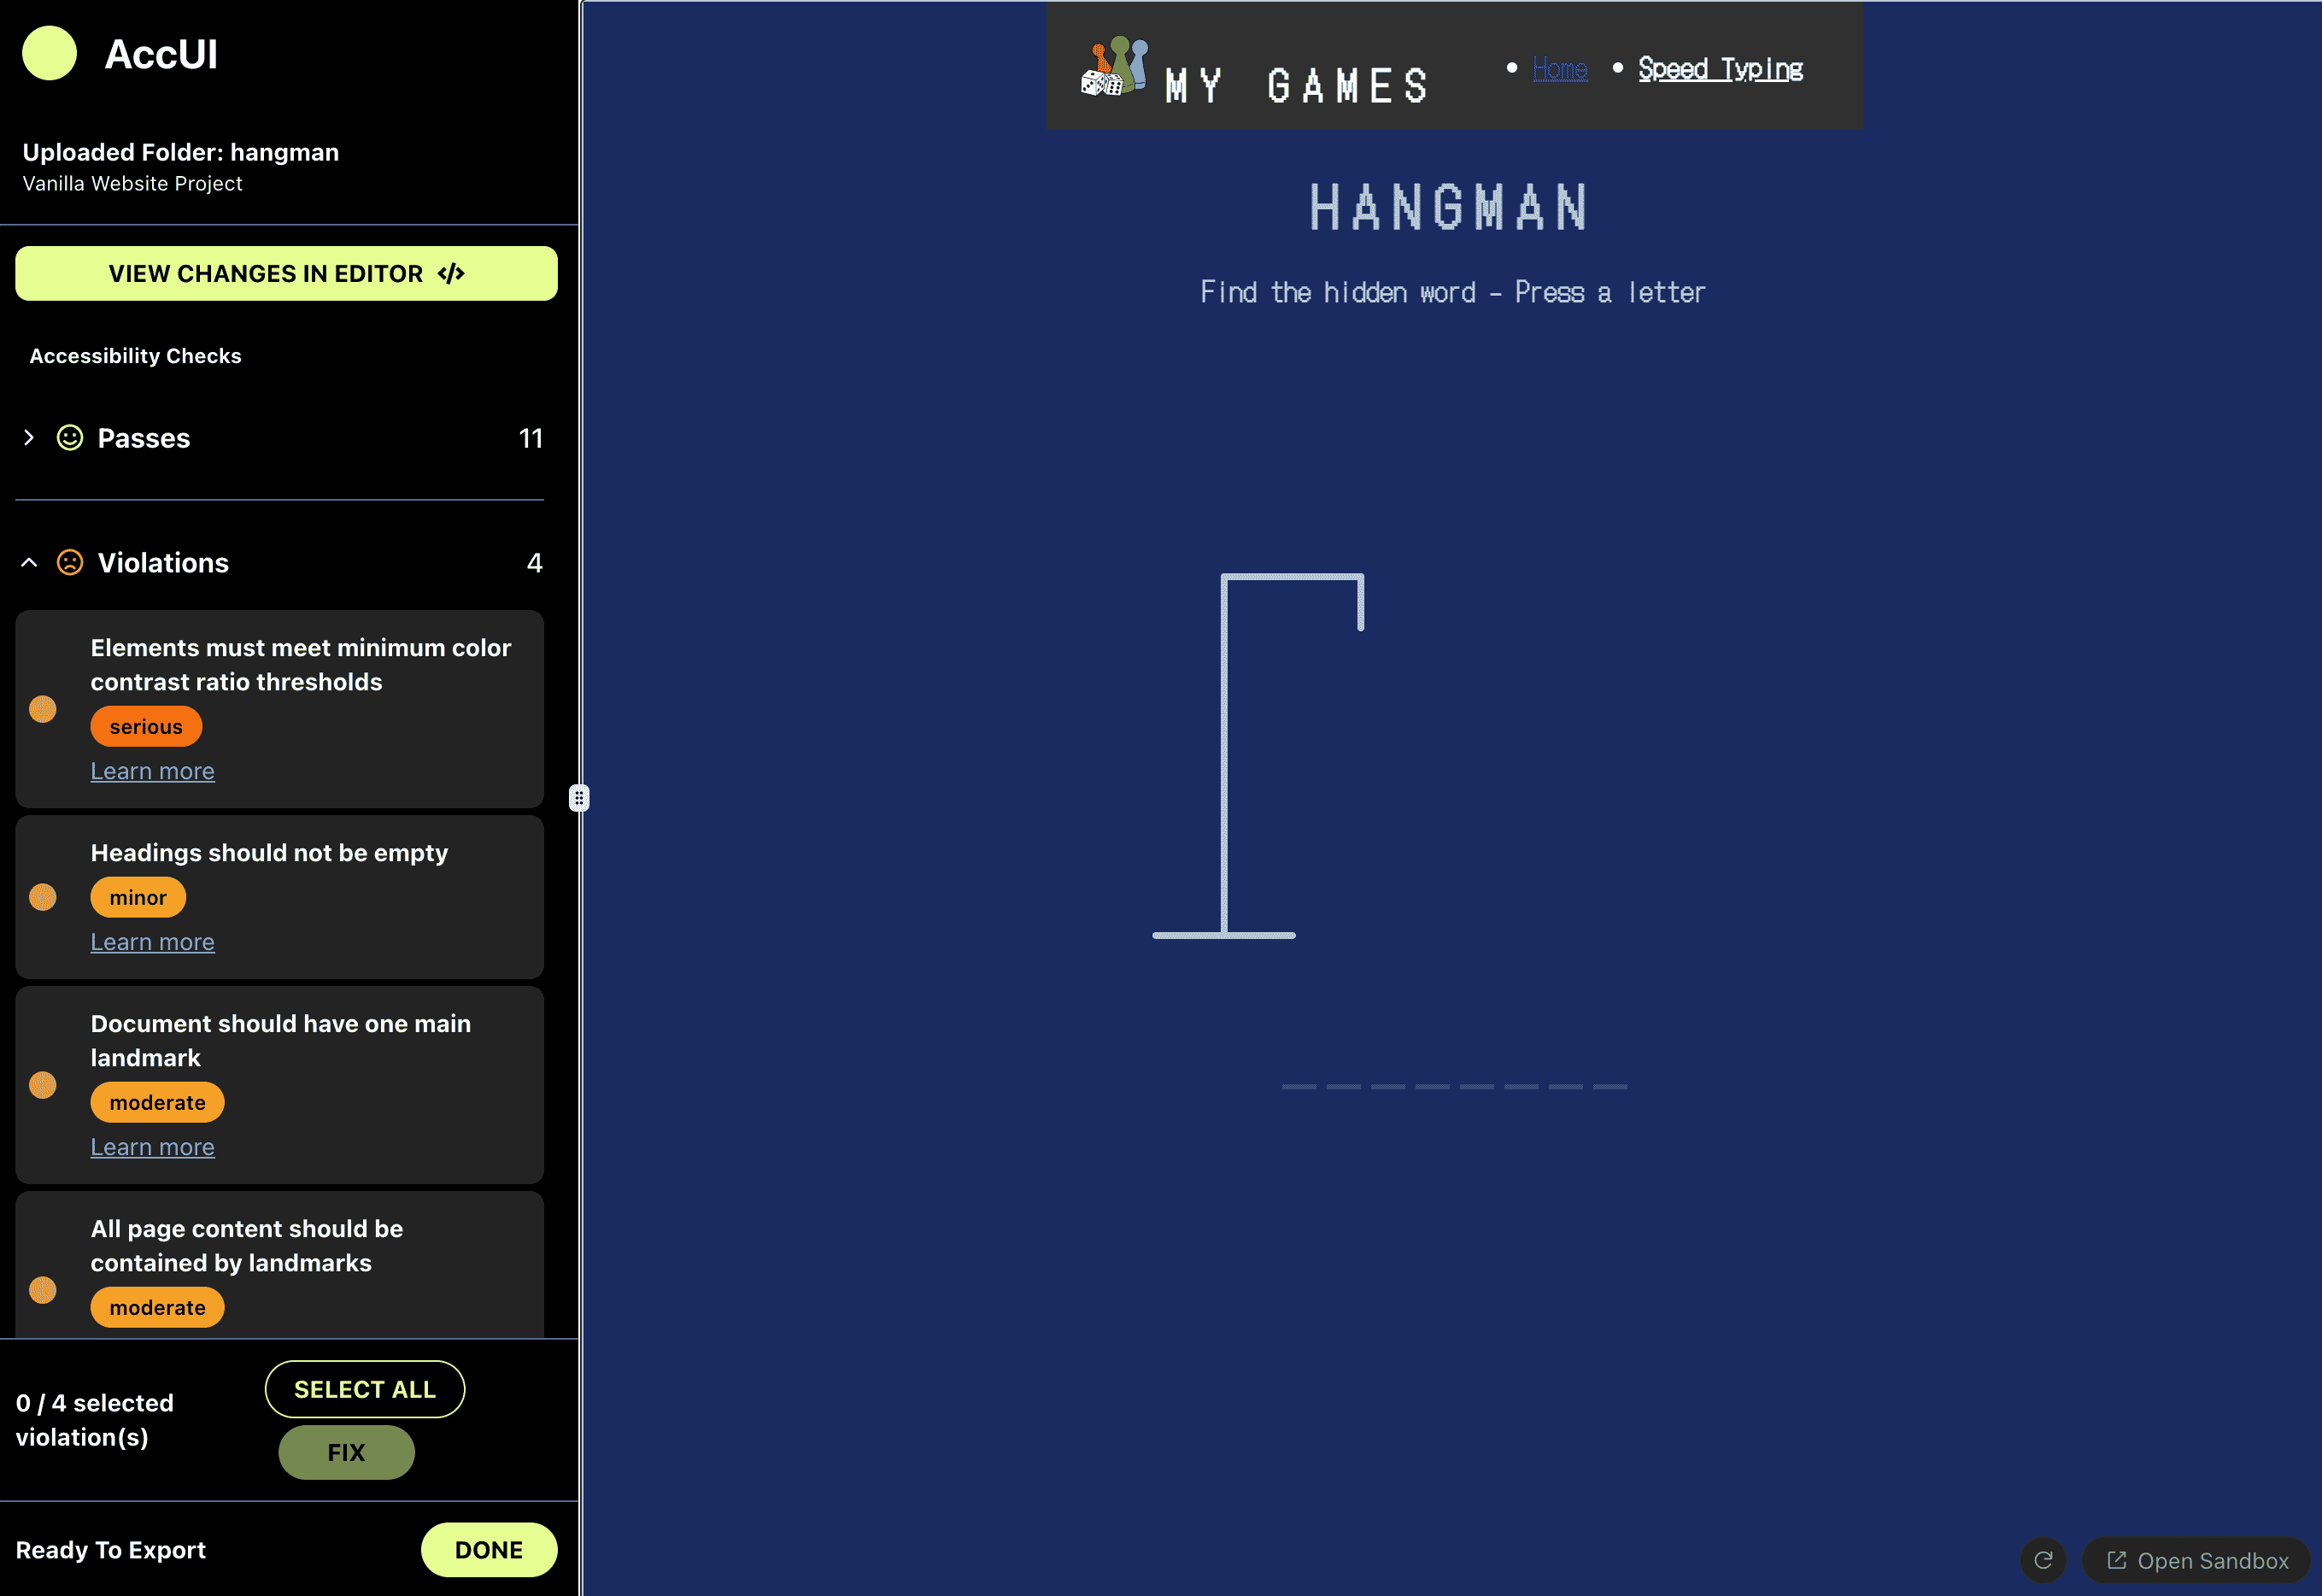 AccUI
Uploaded Folder: hangman
Vanilla Website Project
VIEW CHANGES IN EDITOR </>
Accessibility Checks
Passes 11
Violations 4
Elements must meet minimum color
contrast ratio thresholds
serious
Learn more
Headings should not be empty
minor
Learn more
Document should have one main
landmark
moderate
Learn more
All page content should be
contained by landmarks
moderate
0 / 4 selected
violation(s)
SELECT ALL
FIX
Ready To Export
DONE
MY GAMES
Home
Speed Typing
HANGMAN
Find the hidden word - Press a letter
Open Sandbox